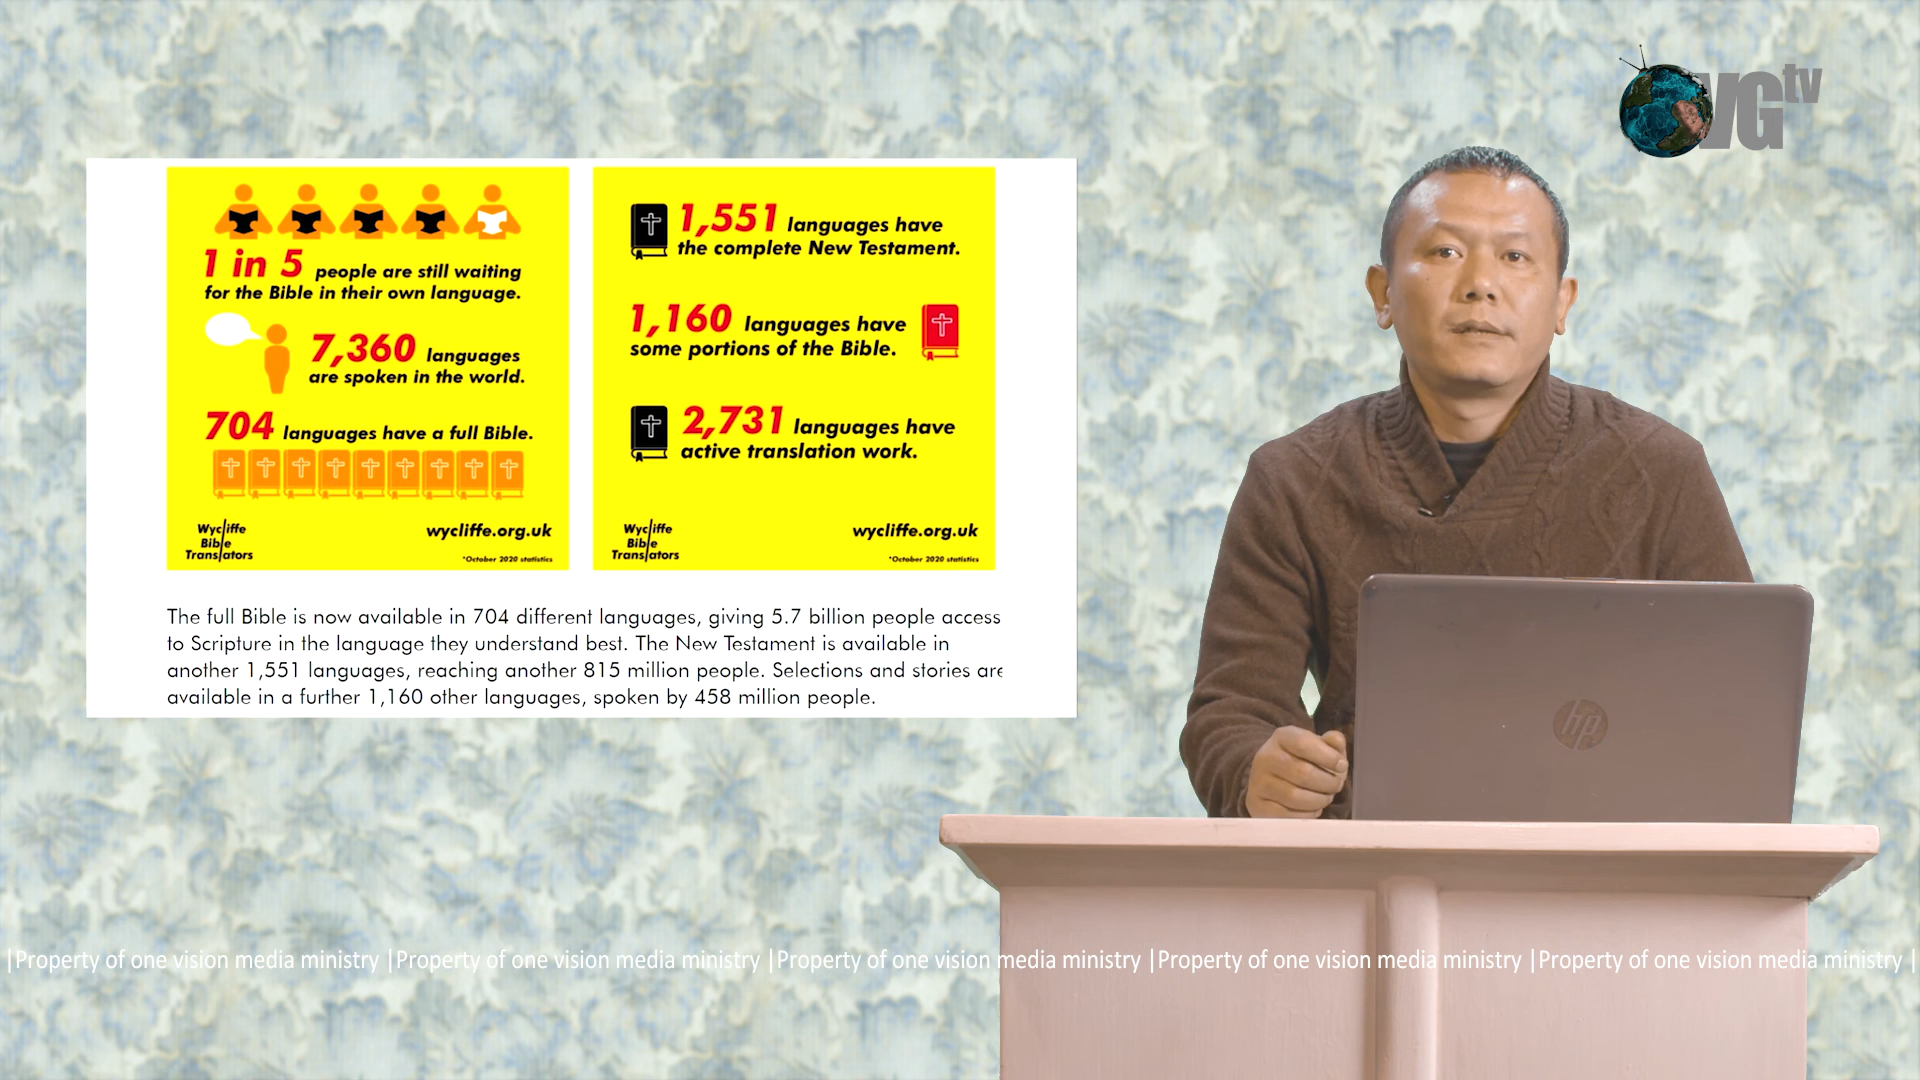 VG tv
1 in 5 people are still waiting
for the Bible in their own language.
7,360 languages
are spoken in the world.
704 languages have a full Bible.
Wycliffe
Bible
Translators
wycliffe.org.uk
*October 2020 statistics
1,551 languages have
the complete New Testament.
1,160 languages have
some portions of the Bible.
2,731 languages have
active translation work.
Wycliffe
Bible
Translators
wycliffe.org.uk
*October 2020 statistics
The full Bible is now available in 704 different languages, giving 5.7 billion people access
to Scripture in the language they understand best. The New Testament is available in
another 1,551 languages, reaching another 815 million people. Selections and stories are
available in a further 1,160 other languages, spoken by 458 million people.
hp
|Property of one vision media ministry |Property of one vision media ministry |Property of one vision media ministry |Property of one vision media ministry |Property of one vision media ministry |